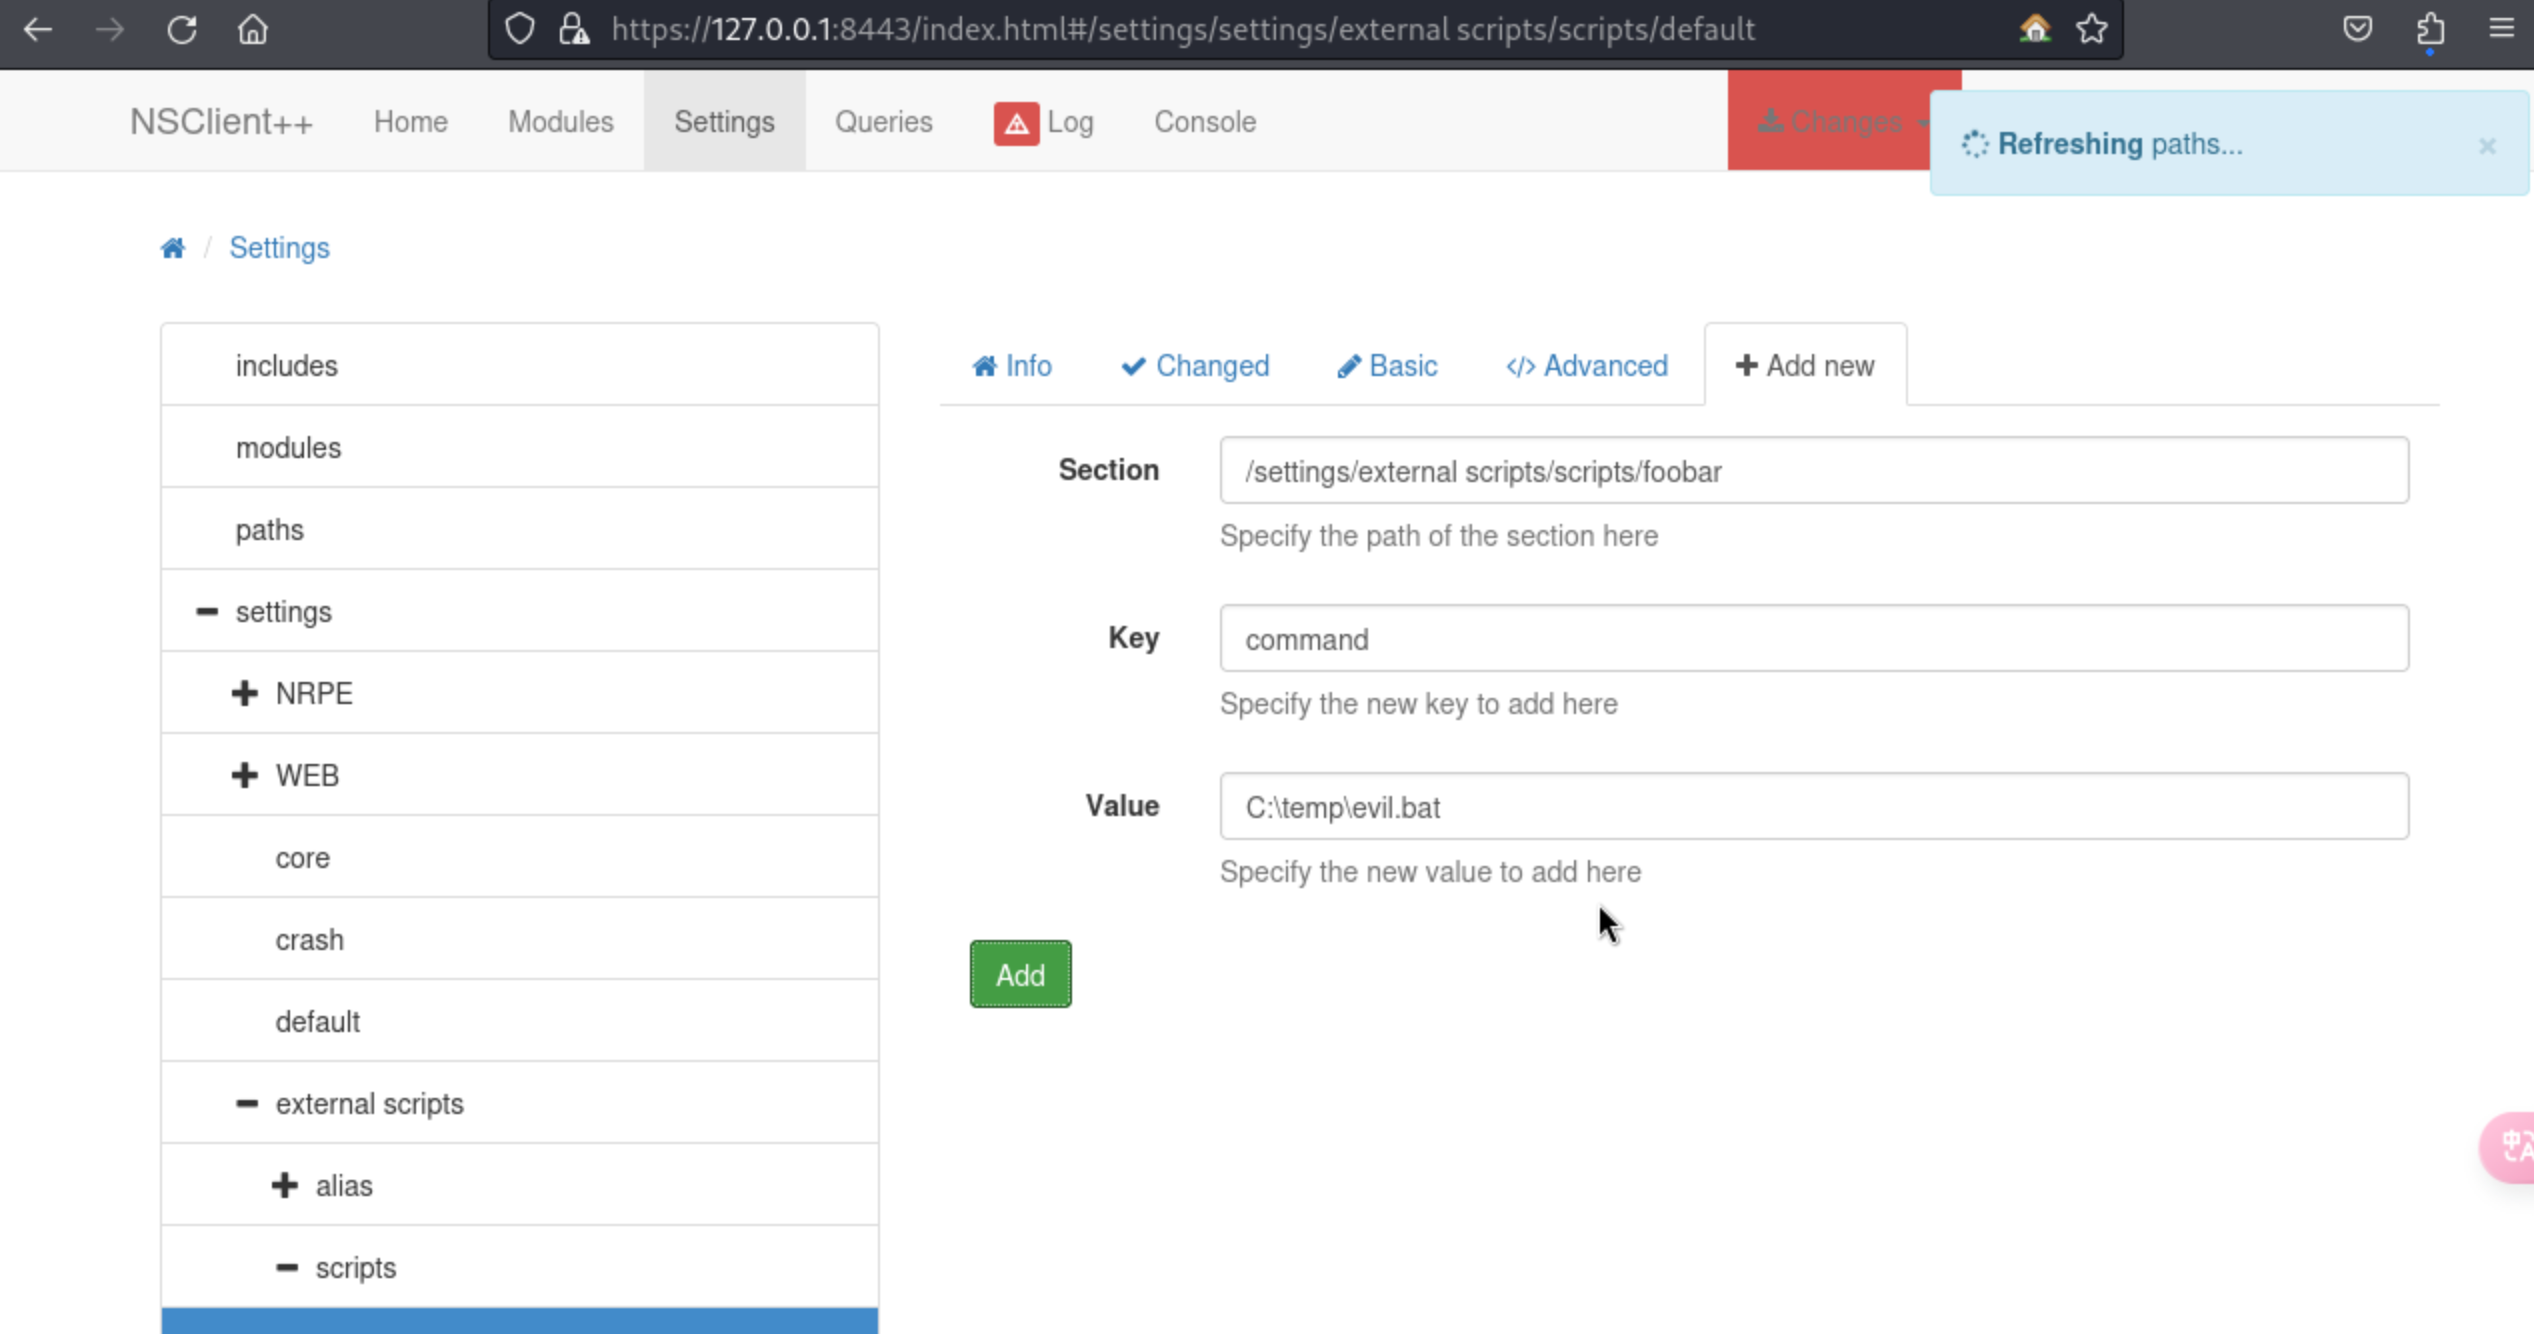 https://127.0.0.1:8443/index.html#/settings/settings/external scripts/scripts/default
NSClient++ Home Modules Settings Queries Log Console Changes
Refreshing paths... ×
/ Settings
includes
modules
paths
settings
NRPE
WEB
core
crash
default
external scripts
alias
scripts
Info Changed Basic </> Advanced Add new
Section /settings/external scripts/scripts/foobar
Specify the path of the section here
Key command
Specify the new key to add here
Value C:\temp\evil.bat
Specify the new value to add here
Add